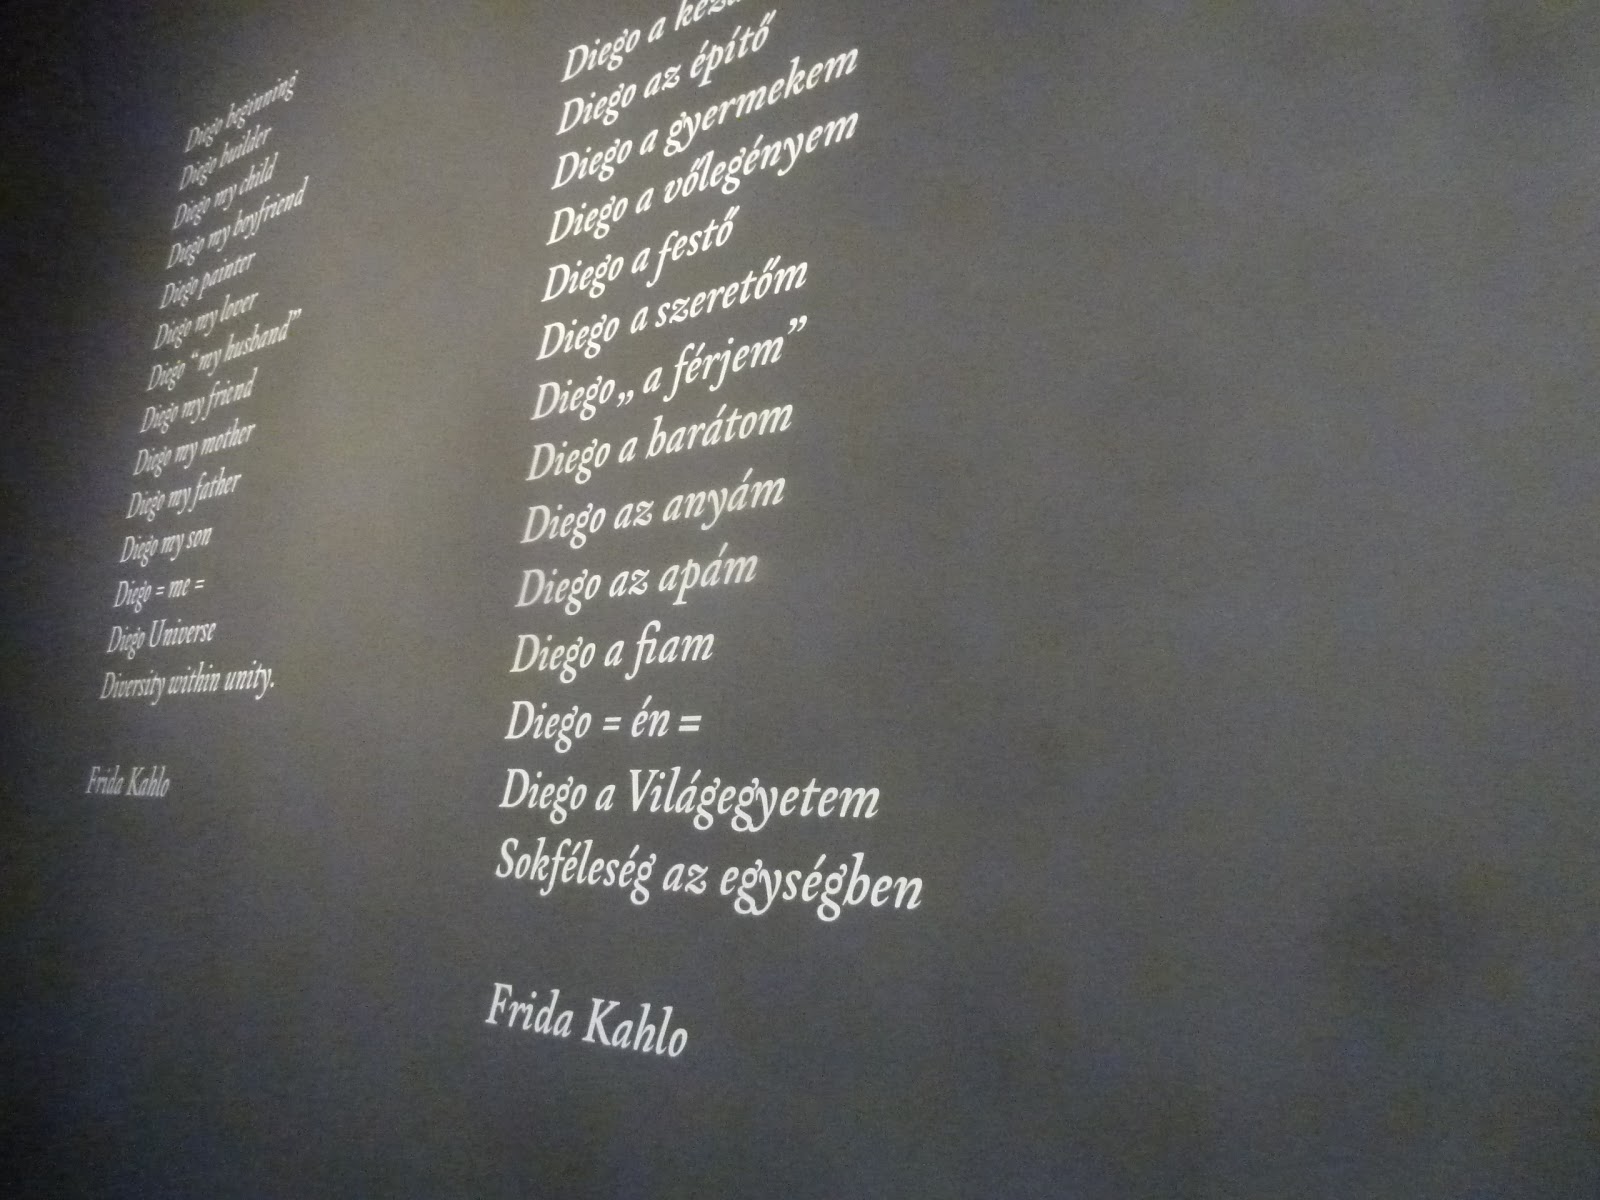 Diego beginning
Diego builder
Diego my child
Diego my boyfriend
Diego painter
Diego my lover
Diego “my husband”
Diego my friend
Diego my mother
Diego my father
Diego my son
Diego = me =
Diego Universe
Diversity within unity.
Frida Kahlo
Diego a
Diego az építő
Diego a gyermekem
Diego a vőlegényem
Diego a festő
Diego a szeretőm
Diego „ a férjem”
Diego a barátom
Diego az anyám
Diego az apám
Diego a fiam
Diego = én =
Diego a Világegyetem
Sokféleség az egységben
Frida Kahlo